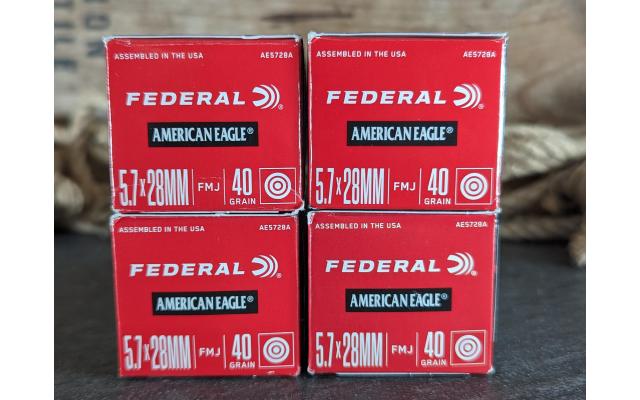 ASSEMBLED IN THE USA AE5728A
FEDERAL®
AMERICAN EAGLE®
5.7x28MM FMJ 40 GRAIN
ASSEMBLED IN THE USA AE5728A
FEDERAL®
AMERICAN EAGLE®
5.7x28MM FMJ 40 GRAIN
ASSEMBLED IN THE USA AE5728A
FEDERAL®
AMERICAN EAGLE®
5.7x28MM FMJ 40 GRAIN
ASSEMBLED IN THE USA AE5728A
FEDERAL®
AMERICAN EAGLE®
5.7x28MM FMJ 40 GRAIN